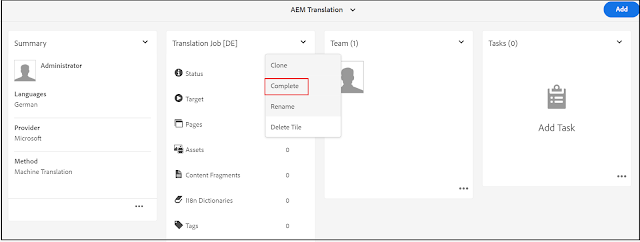 AEM Translation
Add
Summary
Administrator
Languages
German
Provider
Microsoft
Method
Machine Translation
Translation Job [DE]
Status
Target
Pages
Assets
0
Content Fragments
0
I18n Dictionaries
0
Tags
0
Clone
Complete
Rename
Delete Tile
Team (1)
Tasks (0)
Add Task